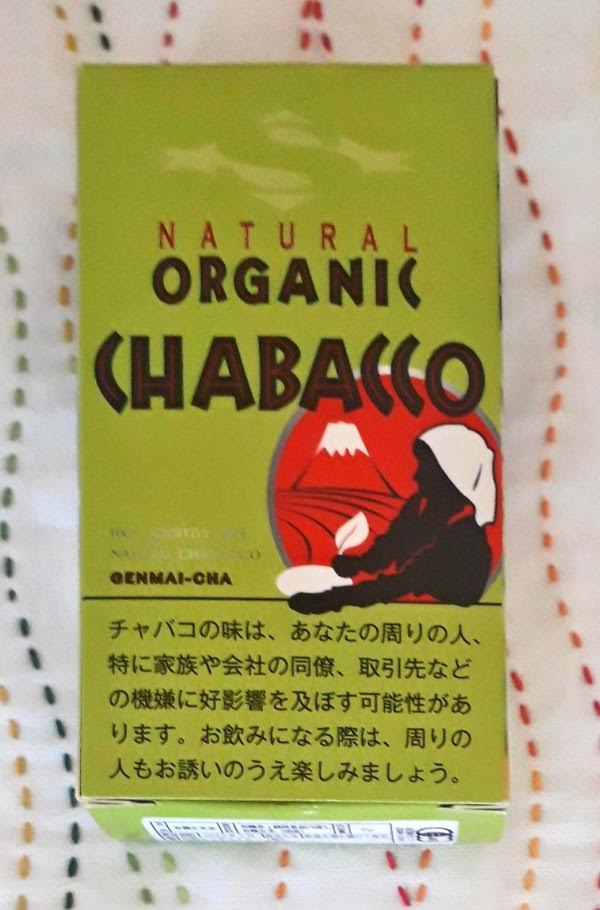 NATURAL
ORGANIC
CHABACCO
GENMAI-CHA
チャバコの味は、あなたの周りの人、
特に家族や会社の同僚、取引先など
の機嫌に好影響を及ぼす可能性があ
ります。お飲みになる際は、周りの
人もお誘いのうえ楽しみましょう。